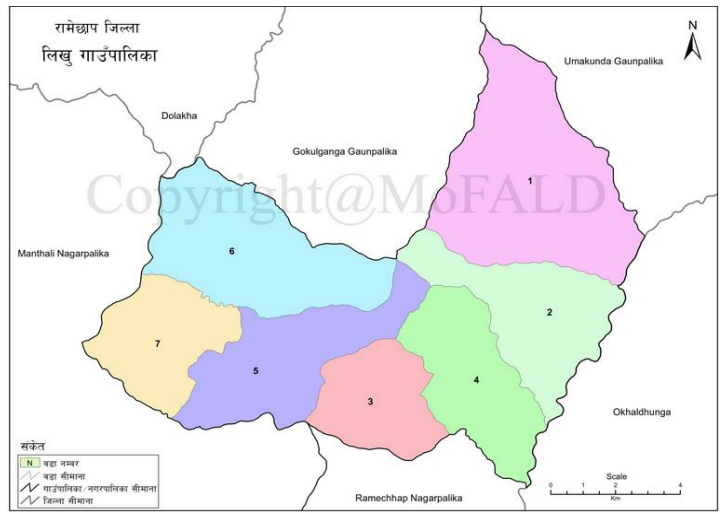 रामेछाप जिल्ला
लिखु गाउँपालिका
N
Umakunda Gaunpalika
Dolakha
Gokulganga Gaunpalika
1
Copyright@MoFALD
Manthali Nagarpalika
6
2
7
5
3
4
Okhaldhunga
संकेत
N वडा नम्बर
वडा सीमाना
गाउँपालिका/नगरपालिका सीमाना
जिल्ला सीमाना
Ramechhap Nagarpalika
Scale
0 1 2 4
Km